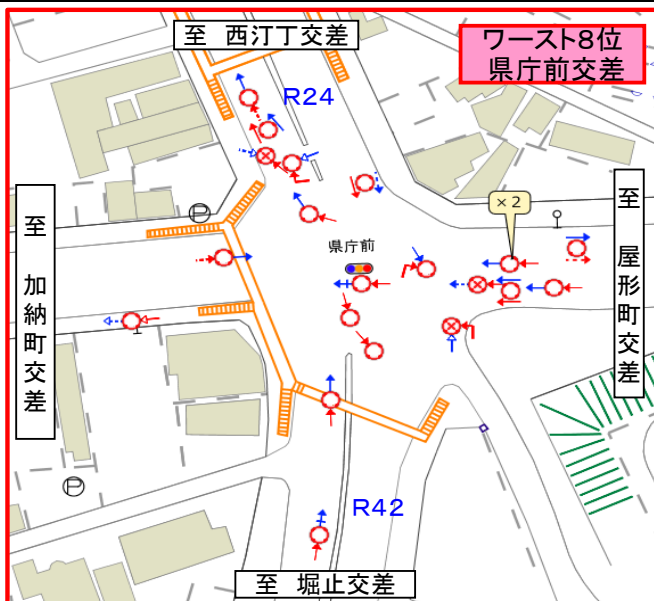 至 西汀丁交差
ワースト8位
県庁前交差
R24
×2
至 加納町交差
県庁前
至 屋形町交差
R42
至 堀止交差
P
P